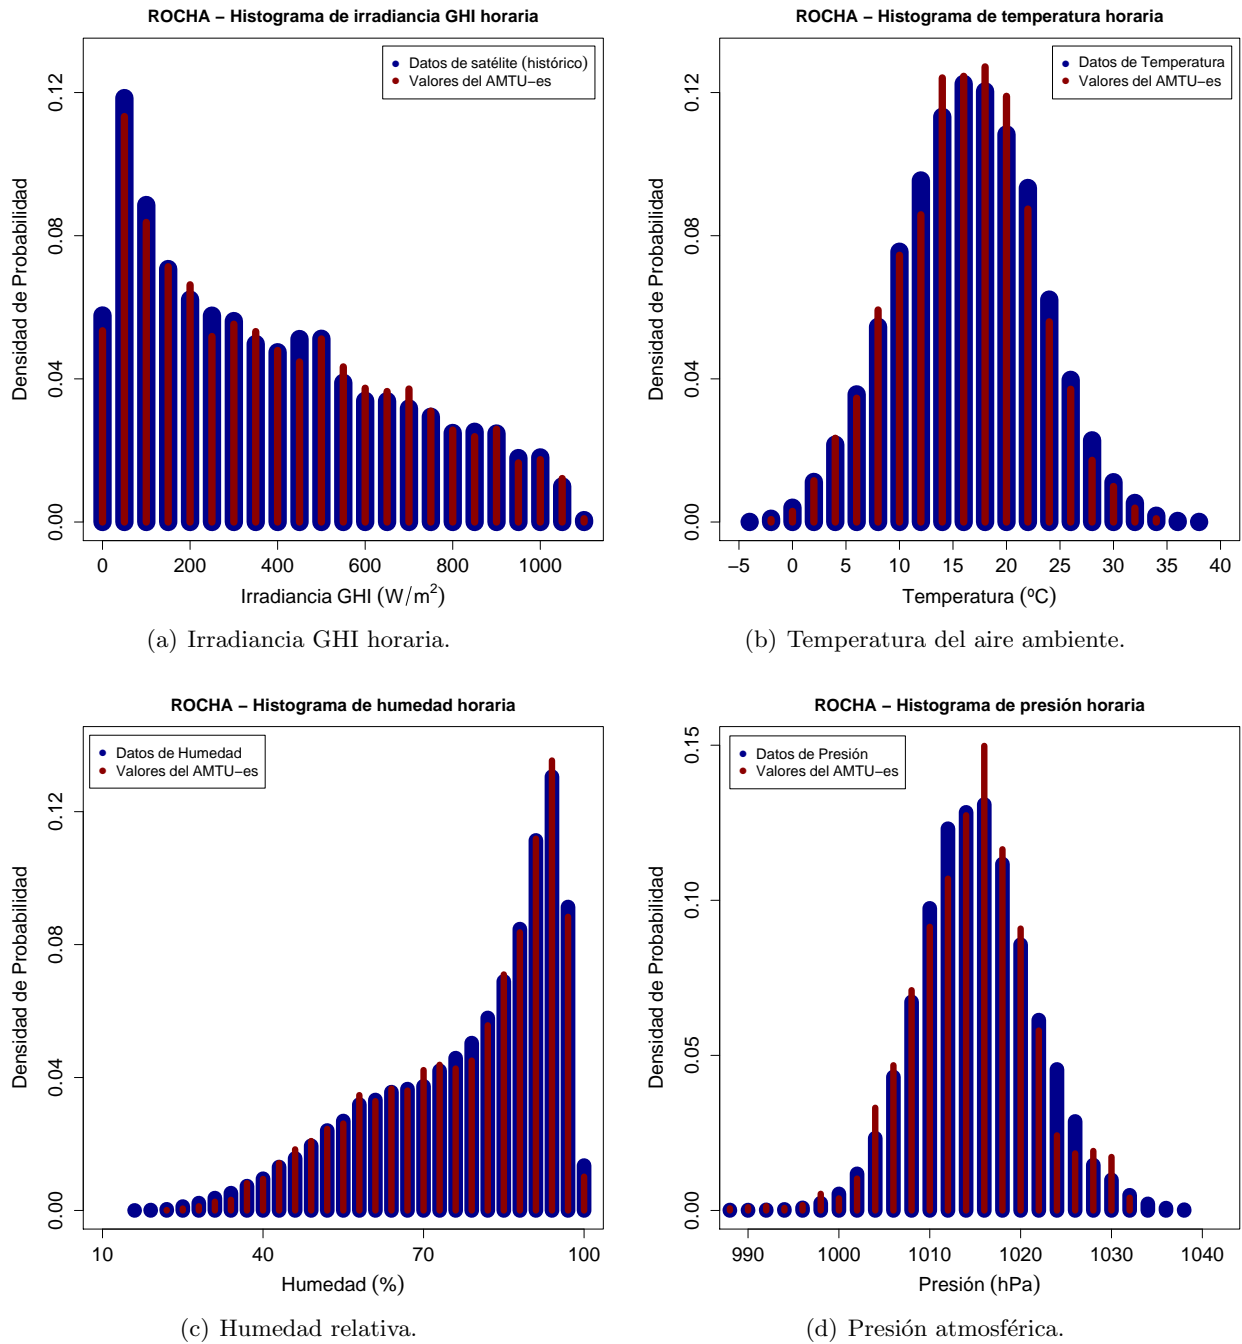 ROCHA − Histograma de irradiancia GHI horaria
Datos de satélite (histórico)
Valores del AMTU−es
Densidad de Probabilidad
0.00 0.04 0.08 0.12
0 200 400 600 800 1000
Irradiancia GHI (W/m²)
(a) Irradiancia GHI horaria.
ROCHA − Histograma de temperatura horaria
Datos de Temperatura
Valores del AMTU−es
Densidad de Probabilidad
0.00 0.04 0.08 0.12
−5 0 5 10 15 20 25 30 35 40
Temperatura (ºC)
(b) Temperatura del aire ambiente.
ROCHA − Histograma de humedad horaria
Datos de Humedad
Valores del AMTU−es
Densidad de Probabilidad
0.00 0.04 0.08 0.12
10 40 70 100
Humedad (%)
(c) Humedad relativa.
ROCHA − Histograma de presión horaria
Datos de Presión
Valores del AMTU−es
Densidad de Probabilidad
0.00 0.05 0.10 0.15
990 1000 1010 1020 1030 1040
Presión (hPa)
(d) Presión atmosférica.